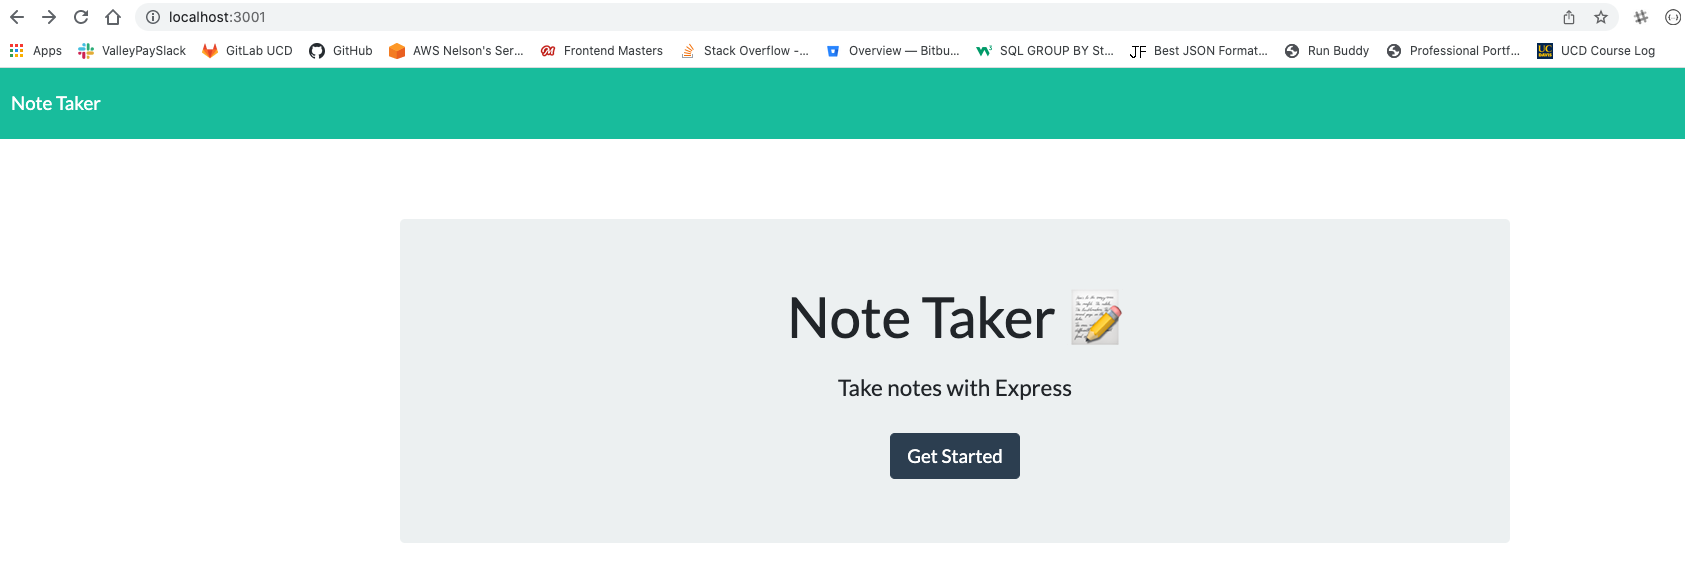 localhost:3001
Apps ValleyPaySlack GitLab UCD GitHub AWS Nelson's Ser... Frontend Masters Stack Overflow -... Overview — Bitbu... SQL GROUP BY St... JF Best JSON Format... Run Buddy Professional Portf... UCD Course Log
Note Taker
Note Taker
Take notes with Express
Get Started